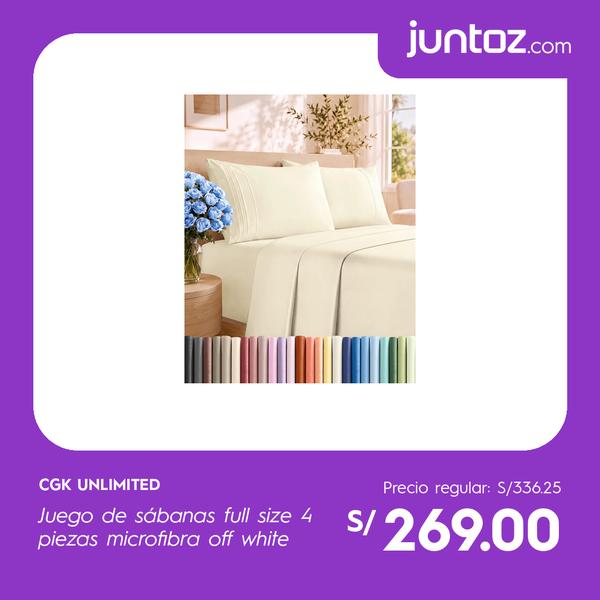 juntoz.com
CGK UNLIMITED
Juego de sábanas full size 4
piezas microfibra off white
Precio regular: S/336.25
S/ 269.00